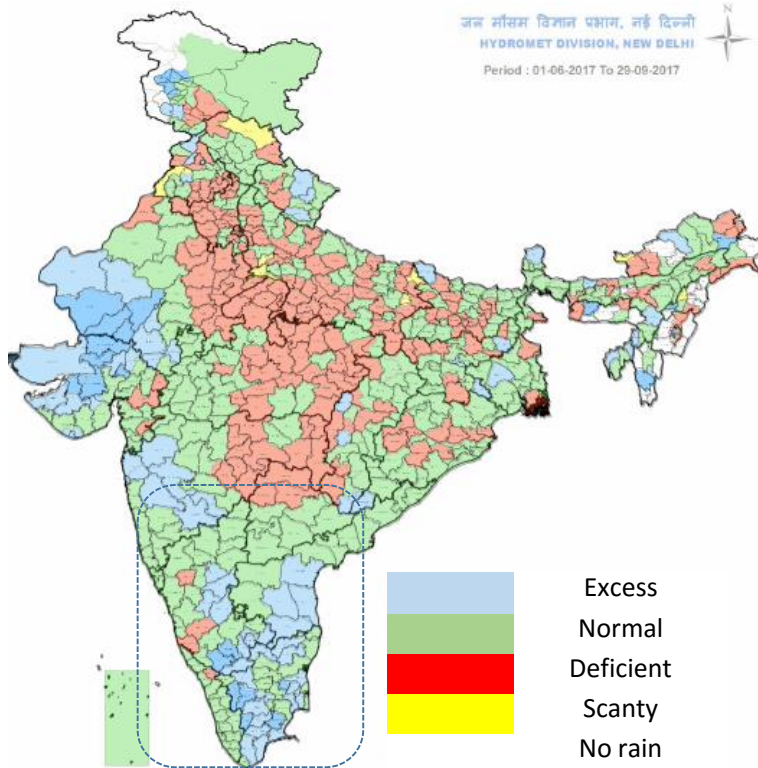 जल मौसम विज्ञान प्रभाग, नई दिल्ली
HYDROMET DIVISION, NEW DELHI
Period : 01-06-2017 To 29-09-2017
Excess
Normal
Deficient
Scanty
No rain